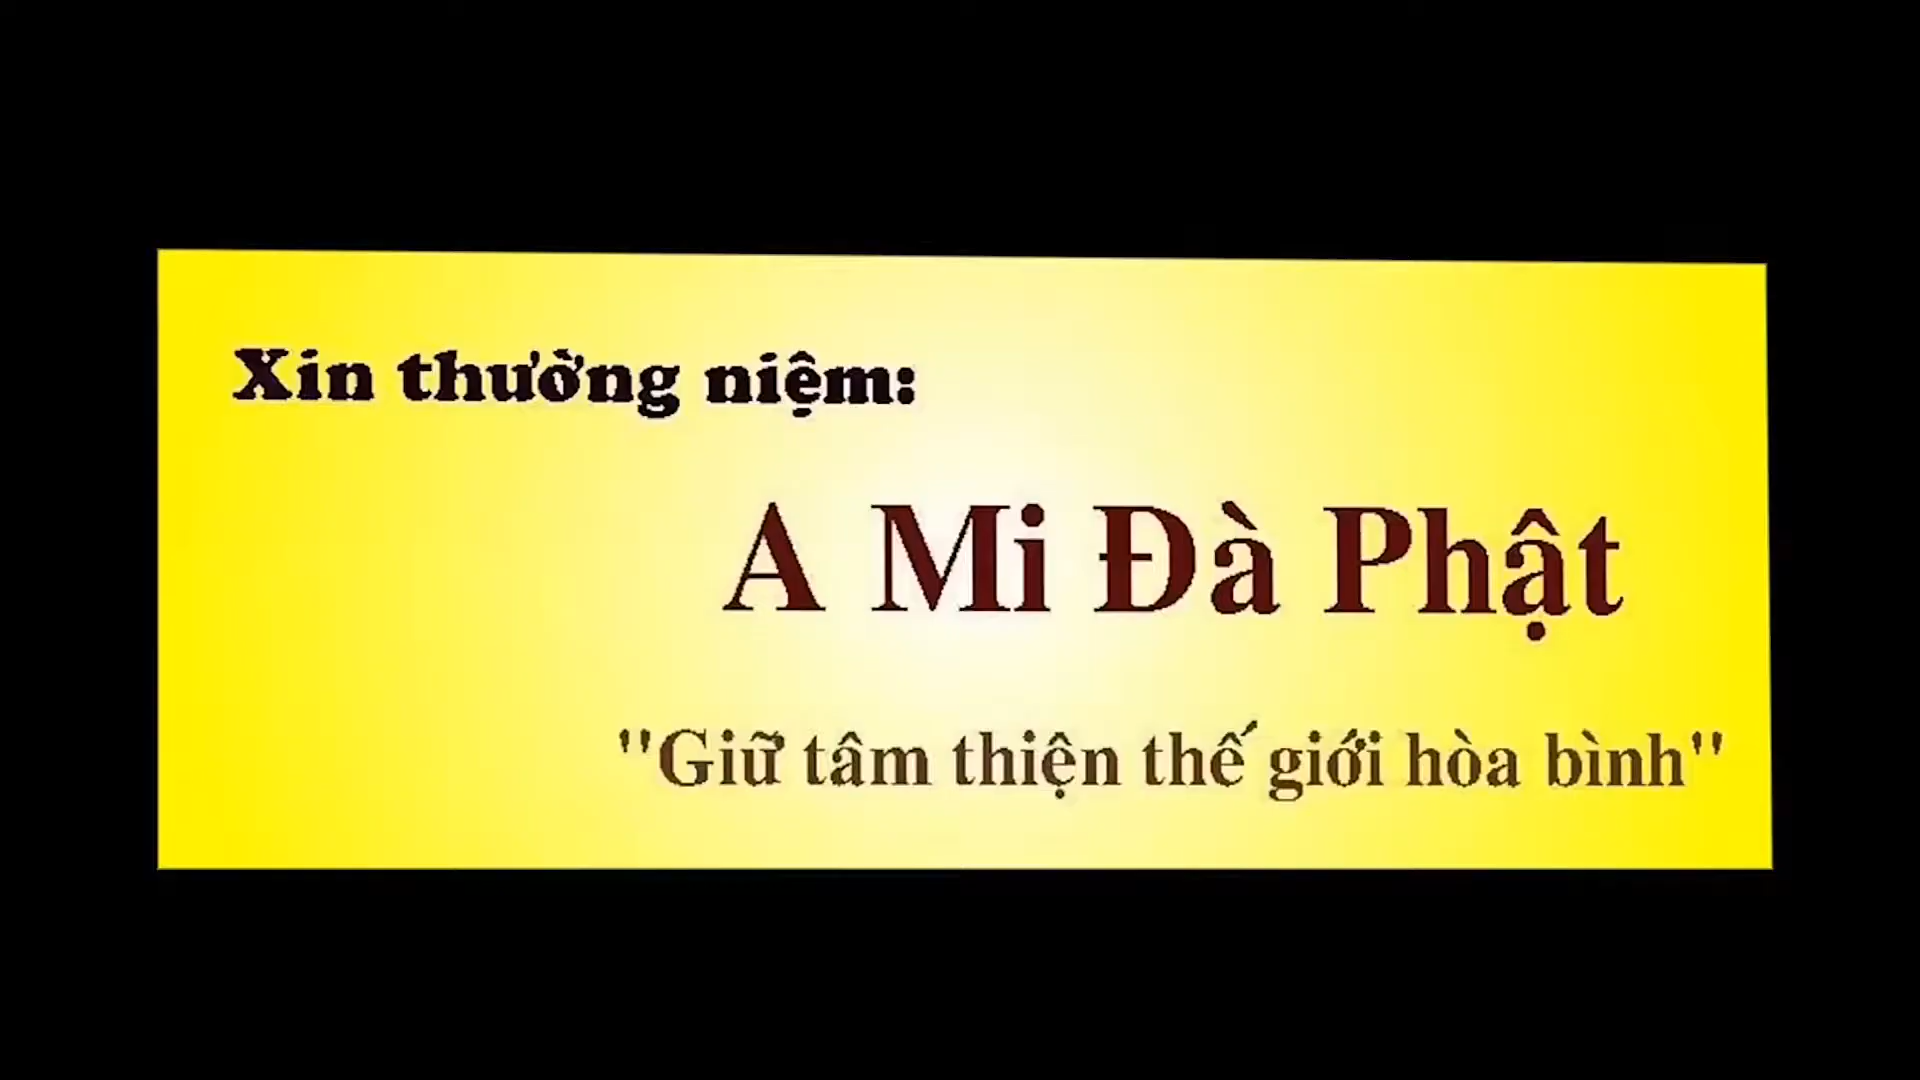 Xin thường niệm:
A Mi Đà Phật
"Giữ tâm thiện thế giới hòa bình"